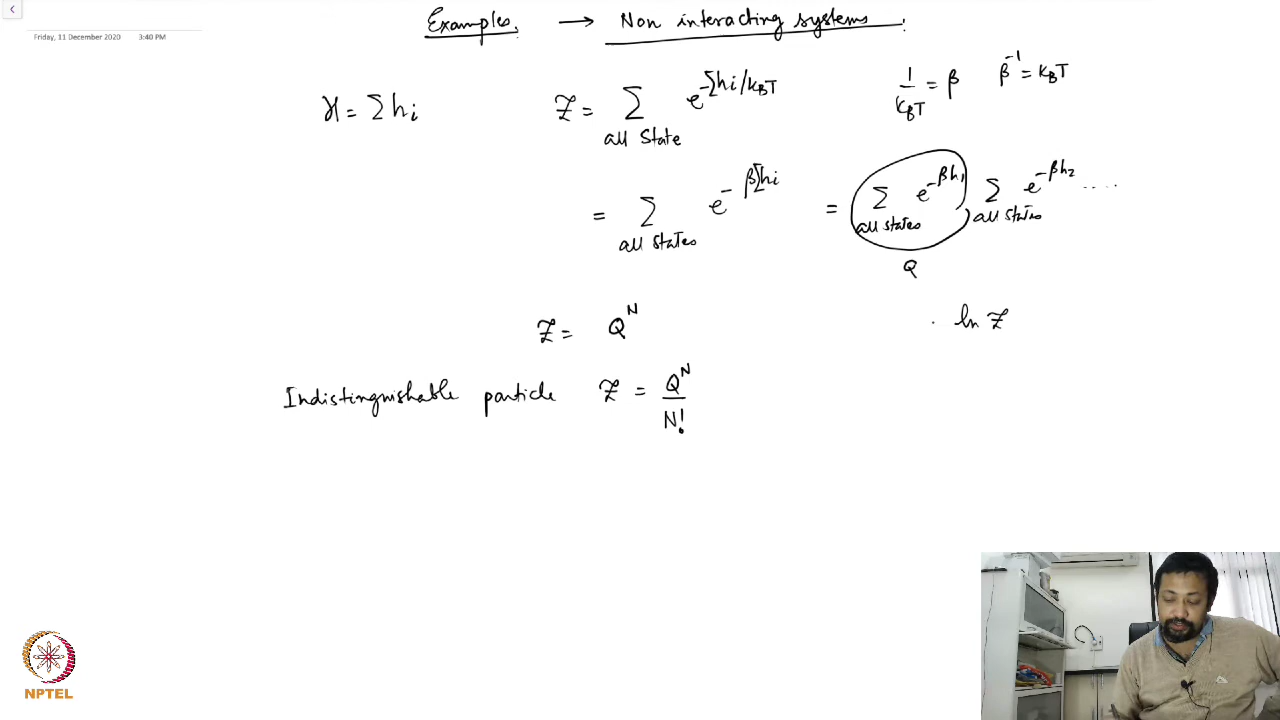 Examples. → Non interacting systems.
Friday, 11 December 2020 3:40 PM
ℋ = Σ hi
Z = Σ e^{-Σhi/kBT}
all State
1/kBT = β β^{-1} = kBT
= Σ e^{-βΣhi}
all states
= Σ e^{-βh1} Σ e^{-βh2} ....
all states all states
Q
Z = Q^N
ln Z
Indistinguishable particle Z = Q^N/N!
NPTEL